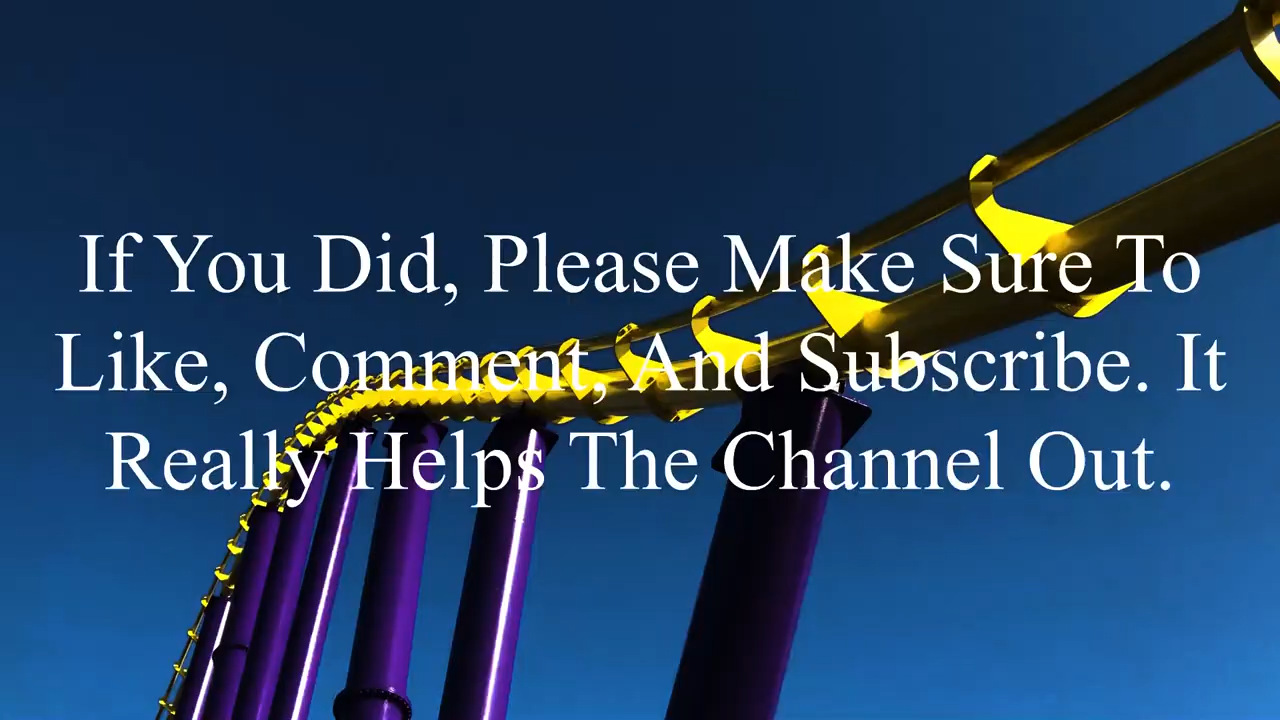 If You Did, Please Make Sure To
Like, Comment, And Subscribe. It
Really Helps The Channel Out.